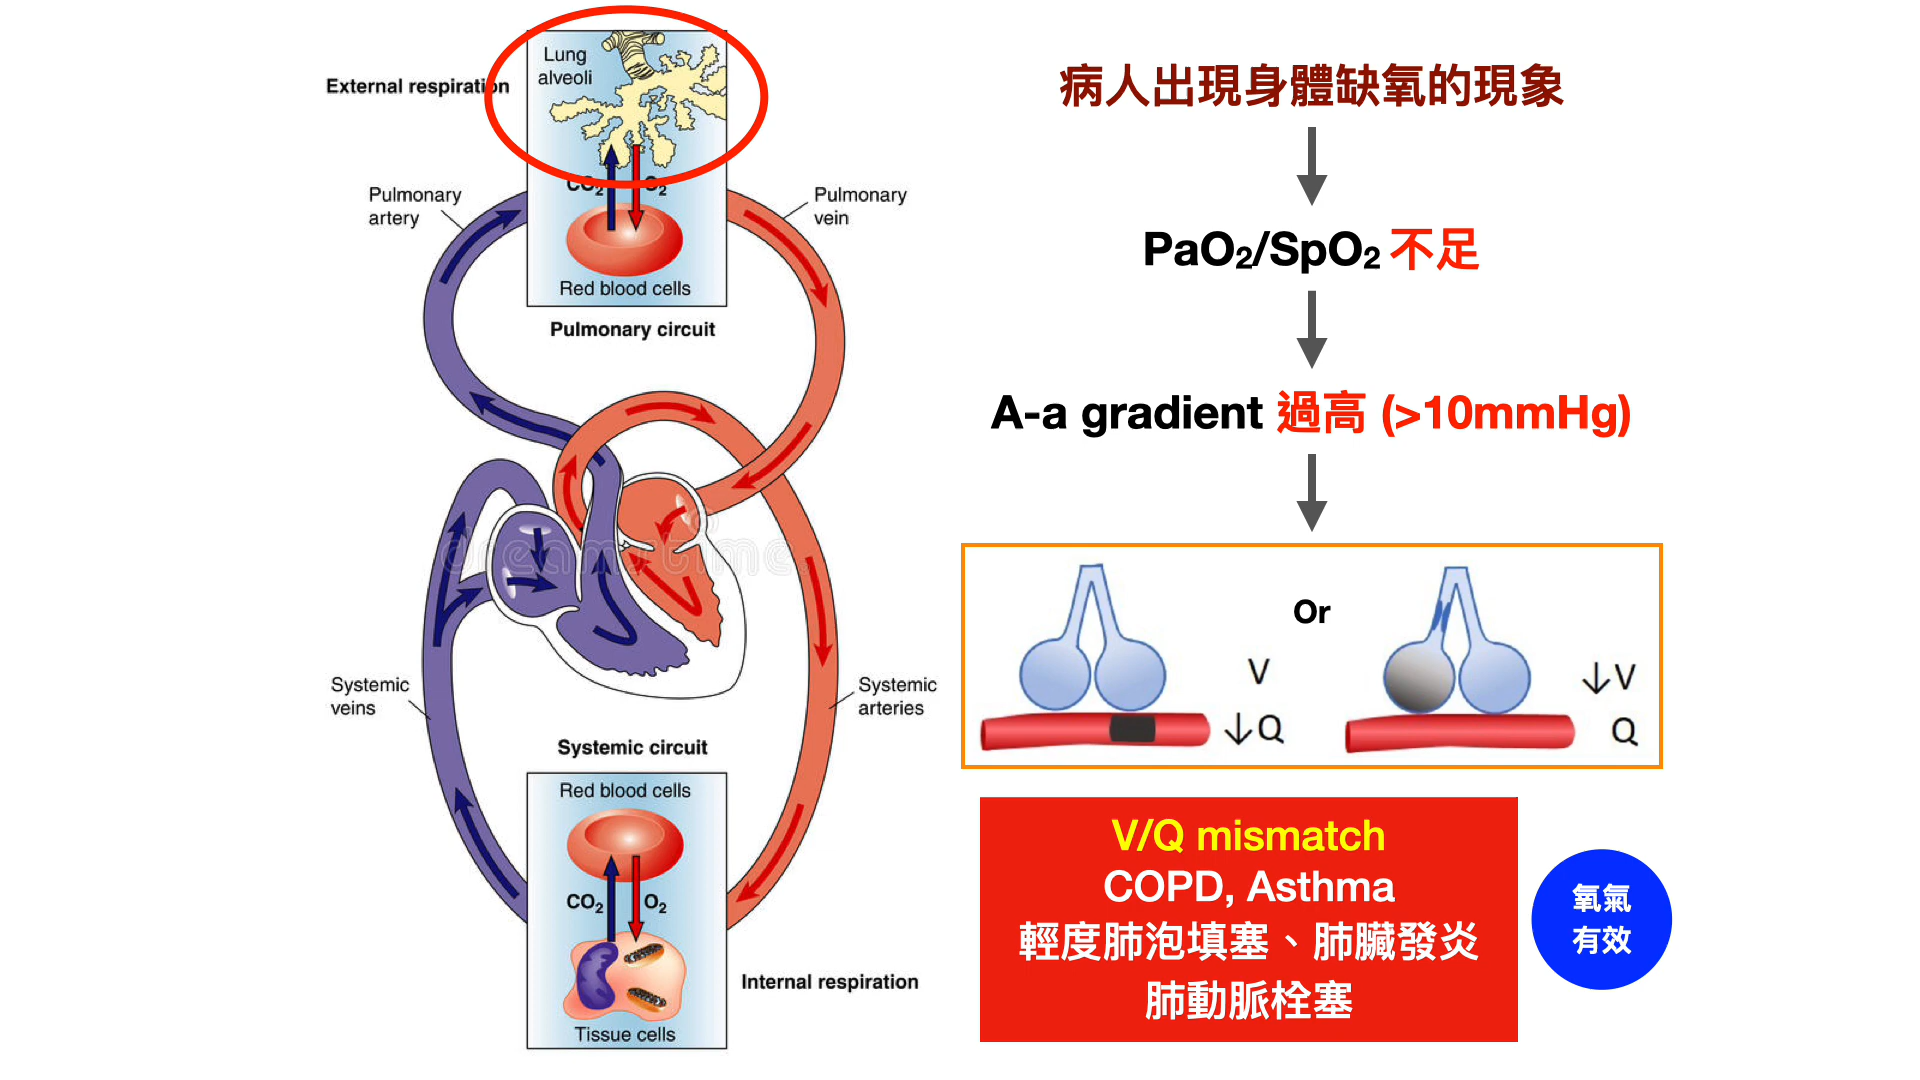 External respiration
Lung
alveoli
CO2
O2
Red blood cells
Pulmonary circuit
Pulmonary
artery
Pulmonary
vein
dreamstime
Systemic
veins
Systemic
arteries
Systemic circuit
Red blood cells
CO2
O2
Tissue cells
Internal respiration
病人出現身體缺氧的現象
PaO2/SpO2 不足
A-a gradient 過高 (>10mmHg)
Or
V
↓Q
↓V
Q
V/Q mismatch
COPD, Asthma
輕度肺泡填塞、肺臟發炎
肺動脈栓塞
氧氣
有效